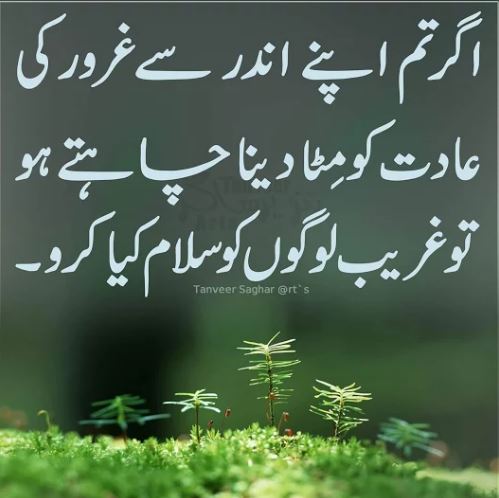 اگر تم اپنے اندر سے غرور کی
عادت کو مِٹا دینا چاہتے ہو
تو غریب لوگوں کو سلام کیا کرو۔
Tanveer Saghar @rt`s